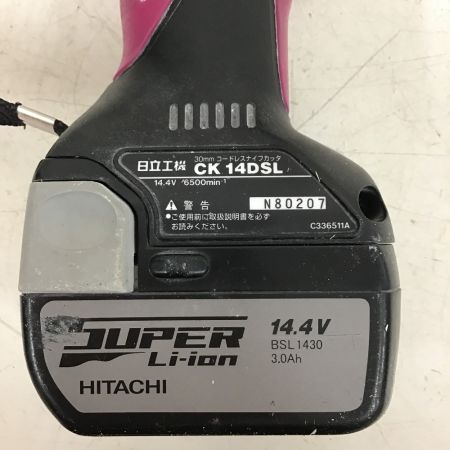 30mm コードレスナイフカッタ
日立工機 CK 14DSL
14.4V 6500min⁻¹
警告 N80207
●ご使用前に取扱説明書を必ず
お読みください。
C336511A
SUPER 14.4V
Li-ion BSL1430
3.0Ah
HITACHI